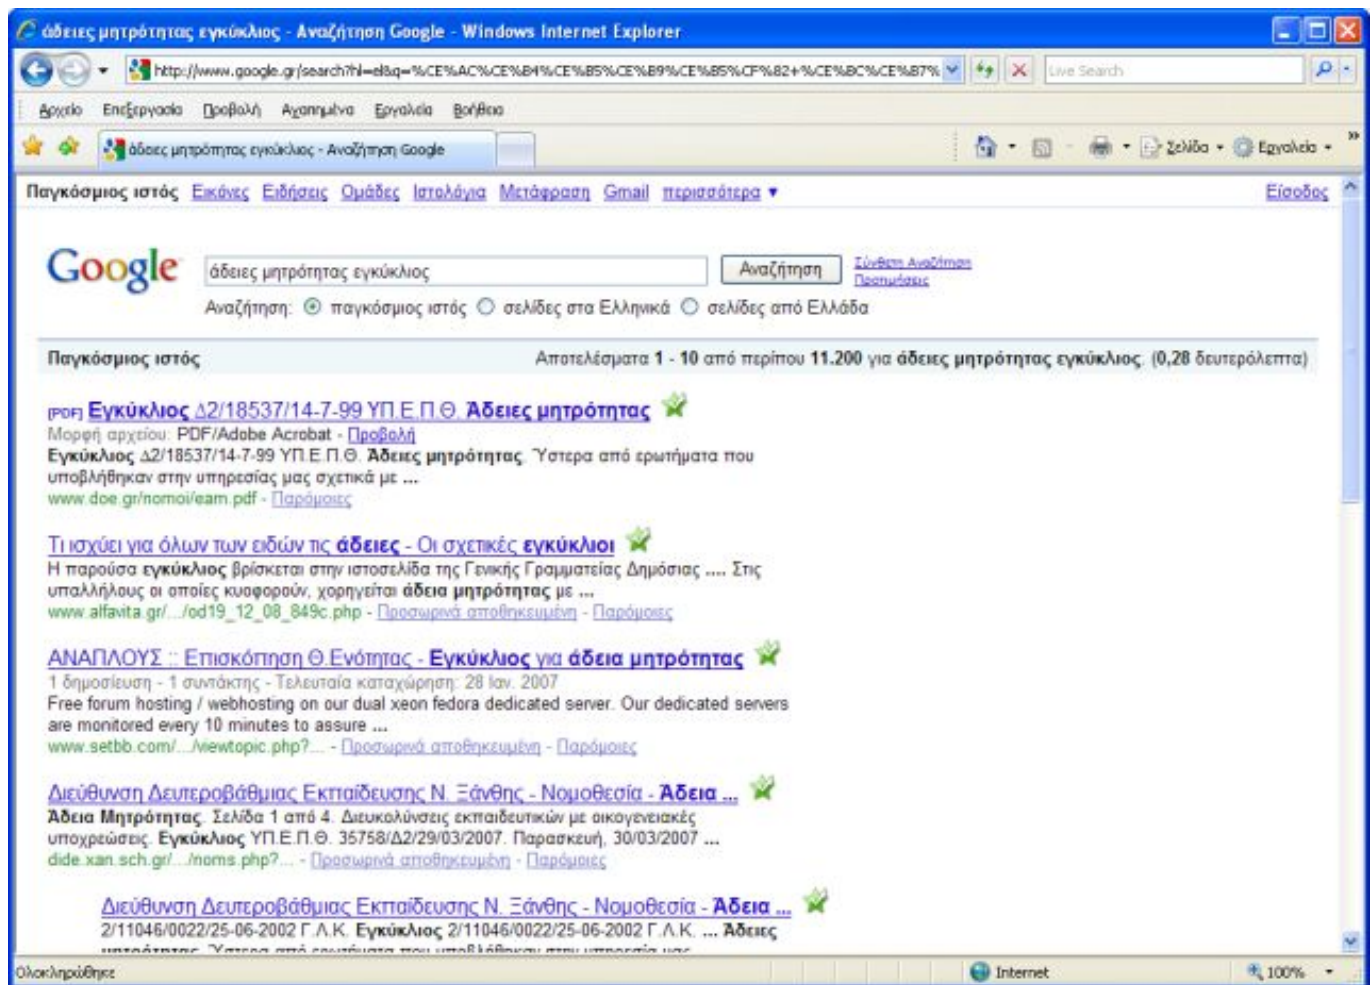 άδειες μητρότητας εγκύκλιος - Αναζήτηση Google - Windows Internet Explorer
http://www.google.gr/search?hl=el&q=%CE%AC%CE%B4%CE%B5%CE%B9%CE%B5%CF%82+%CE%BC%CE%B7% Live Search
Αρχείο Επεξεργασία Προβολή Αγαπημένα Εργαλεία Βοήθεια
άδειες μητρότητας εγκύκλιος - Αναζήτηση Google Σελίδα Εργαλεία »
Παγκόσμιος ιστός Εικόνες Ειδήσεις Ομάδες Ιστολόγια Μετάφραση Gmail περισσότερα ▼ Είσοδος
Google άδειες μητρότητας εγκύκλιος Αναζήτηση Σύνθετη Αναζήτηση
Προτιμήσεις
Αναζήτηση: παγκόσμιος ιστός σελίδες στα Ελληνικά σελίδες από Ελλάδα
Παγκόσμιος ιστός Αποτελέσματα 1 - 10 από περίπου 11.200 για άδειες μητρότητας εγκύκλιος. (0,28 δευτερόλεπτα)
[PDF] Εγκύκλιος Δ2/18537/14-7-99 ΥΠ.Ε.Π.Θ. Άδειες μητρότητας
Μορφή αρχείου: PDF/Adobe Acrobat - Προβολή
Εγκύκλιος Δ2/18537/14-7-99 ΥΠ.Ε.Π.Θ. Άδειες μητρότητας. Ύστερα από ερωτήματα που
υποβλήθηκαν στην υπηρεσίας μας σχετικά με ...
www.doe.gr/nomoi/eam.pdf - Παρόμοιες
Τι ισχύει για όλων των ειδών τις άδειες - Οι σχετικές εγκύκλιοι
Η παρούσα εγκύκλιος βρίσκεται στην ιστοσελίδα της Γενικής Γραμματείας Δημόσιας .... Στις
υπαλλήλους οι οποίες κυοφορούν, χορηγείται άδεια μητρότητας με ...
www.alfavita.gr/.../od19_12_08_849c.php - Προσωρινά αποθηκευμένη - Παρόμοιες
ΑΝΑΠΛΟΥΣ :: Επισκόπηση Θ.Ενότητας - Εγκύκλιος για άδεια μητρότητας
1 δημοσίευση - 1 συντάκτης - Τελευταία καταχώρηση: 28 Ιαν. 2007
Free forum hosting / webhosting on our dual xeon fedora dedicated server. Our dedicated servers
are monitored every 10 minutes to assure ...
www.setbb.com/.../viewtopic.php?... - Προσωρινά αποθηκευμένη - Παρόμοιες
Διεύθυνση Δευτεροβάθμιας Εκπαίδευσης Ν. Ξάνθης - Νομοθεσία - Άδεια ...
Άδεια Μητρότητας. Σελίδα 1 από 4. Διευκολύνσεις εκπαιδευτικών με οικογενειακές
υποχρεώσεις. Εγκύκλιος ΥΠ.Ε.Π.Θ. 35758/Δ2/29/03/2007. Παρασκευή, 30/03/2007 ...
dide.xan.sch.gr/.../noms.php?... - Προσωρινά αποθηκευμένη - Παρόμοιες
Διεύθυνση Δευτεροβάθμιας Εκπαίδευσης Ν. Ξάνθης - Νομοθεσία - Άδεια ...
2/11046/0022/25-06-2002 Γ.Λ.Κ. Εγκύκλιος 2/11046/0022/25-06-2002 Γ.Λ.Κ. ... Άδειες
μητρότητας. Ύστερα από ερωτήματα που υποβλήθηκαν στην υπηρεσία μας
Ολοκληρώθηκε Internet 100%